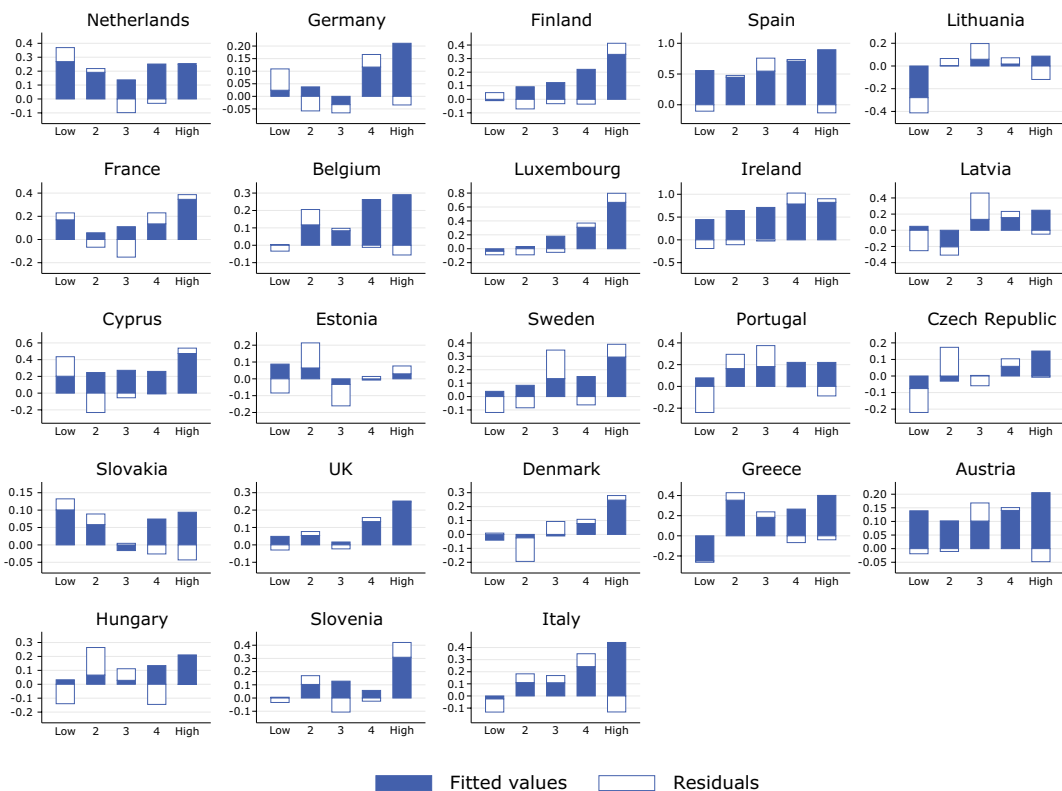 Netherlands Germany Finland Spain Lithuania
0.4 0.20 0.4 1.0 0.2
0.3 0.15 0.3 0.5 0.0
0.2 0.10 0.2 0.0 -0.2
0.1 0.05 0.1 -0.4
0.0 0.00 0.0
-0.1 -0.05 -0.1
Low 2 3 4 High Low 2 3 4 High Low 2 3 4 High Low 2 3 4 High Low 2 3 4 High
France Belgium Luxembourg Ireland Latvia
0.4 0.3 0.8 1.0 0.4
0.2 0.2 0.6 0.5 0.2
0.0 0.1 0.4 0.0 0.0
-0.2 0.0 0.2 -0.5 -0.2
-0.1 0.0 -0.4
-0.2
Low 2 3 4 High Low 2 3 4 High Low 2 3 4 High Low 2 3 4 High Low 2 3 4 High
Cyprus Estonia Sweden Portugal Czech Republic
0.6 0.2 0.4 0.4 0.2
0.4 0.1 0.3 0.2 0.1
0.2 0.0 0.2 0.0 0.0
0.0 -0.1 0.1 -0.2 -0.1
-0.2 -0.2 0.0 -0.2
-0.1
Low 2 3 4 High Low 2 3 4 High Low 2 3 4 High Low 2 3 4 High Low 2 3 4 High
Slovakia UK Denmark Greece Austria
0.15 0.3 0.3 0.4 0.20
0.10 0.2 0.2 0.2 0.15
0.05 0.1 0.1 0.0 0.10
0.00 0.0 0.0 -0.2 0.05
-0.05 -0.1 -0.1 0.00
-0.2 -0.05
Low 2 3 4 High Low 2 3 4 High Low 2 3 4 High Low 2 3 4 High Low 2 3 4 High
Hungary Slovenia Italy
0.3 0.4 0.4
0.2 0.3 0.3
0.1 0.2 0.2
0.0 0.1 0.1
-0.1 0.0 0.0
-0.2 -0.1 -0.1
Low 2 3 4 High Low 2 3 4 High Low 2 3 4 High
Fitted values Residuals